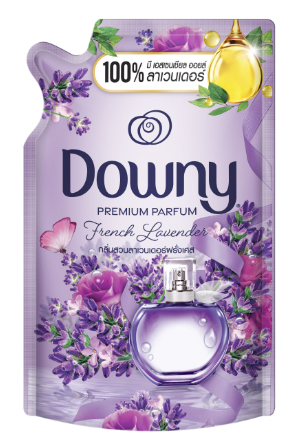 100% มี เอสเซนเชียล ออยล์
ลาเวนเดอร์
Downy
PREMIUM PARFUM
French Lavender
กลิ่นสวนลาเวนเดอร์ฝรั่งเศส